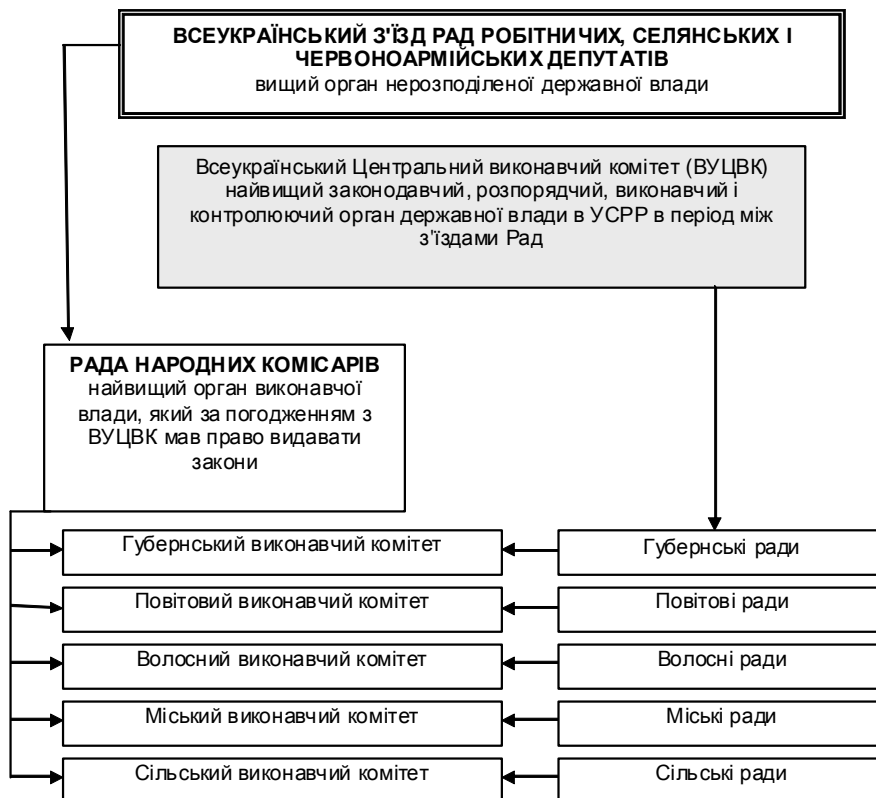 ВСЕУКРАЇНСЬКИЙ З'ЇЗД РАД РОБІТНИЧИХ, СЕЛЯНСЬКИХ І
ЧЕРВОНОАРМІЙСЬКИХ ДЕПУТАТІВ
вищий орган нерозподіленої державної влади
Всеукраїнський Центральний виконавчий комітет (ВУЦВК)
найвищий законодавчий, розпорядчий, виконавчий і
контролюючий орган державної влади в УСРР в період між
з'їздами Рад
РАДА НАРОДНИХ КОМІСАРІВ
найвищий орган виконавчої
влади, який за погодженням з
ВУЦВК мав право видавати
закони
Губернський виконавчий комітет
Губернські ради
Повітовий виконавчий комітет
Повітові ради
Волосний виконавчий комітет
Волосні ради
Міський виконавчий комітет
Міські ради
Сільський виконавчий комітет
Сільські ради